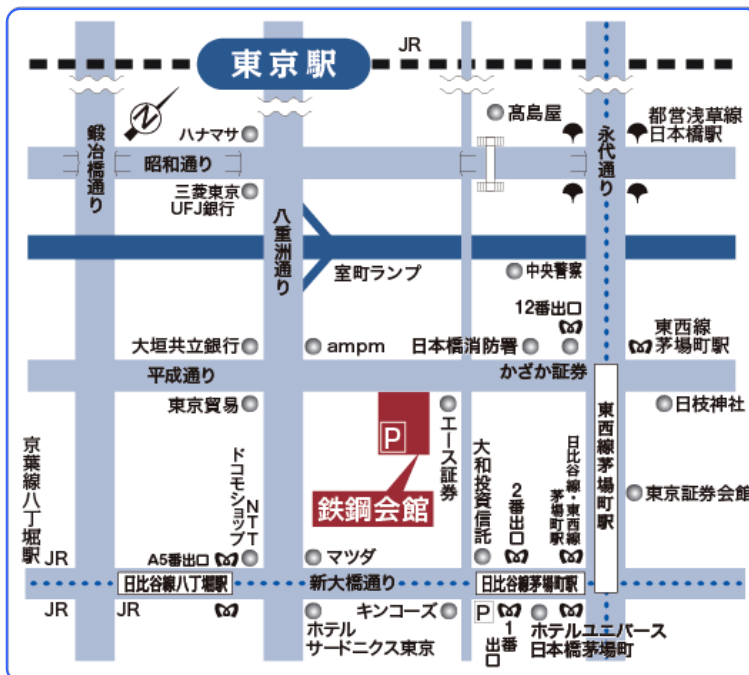 JR
東京駅
N
髙島屋
都営浅草線
日本橋駅
鍛冶橋通り
ハナマサ
昭和通り
永代通り
三菱東京
UFJ銀行
八重洲通り
室町ランプ
中央警察
12番出口
大垣共立銀行
ampm
日本橋消防署
東西線
茅場町駅
平成通り
かざか証券
東京貿易
P
エース証券
日枝神社
東西線茅場町駅
京葉線八丁堀駅
NTT
ドコモショップ
鉄鋼会館
大和投資信託
2番出口
日比谷線・東西線
茅場町駅
東京証券会館
JR
A5番出口
マツダ
日比谷線八丁堀駅
新大橋通り
日比谷線茅場町駅
JR
JR
キンコーズ
P
1番
出口
ホテル
サードニクス東京
ホテルユニバース
日本橋茅場町